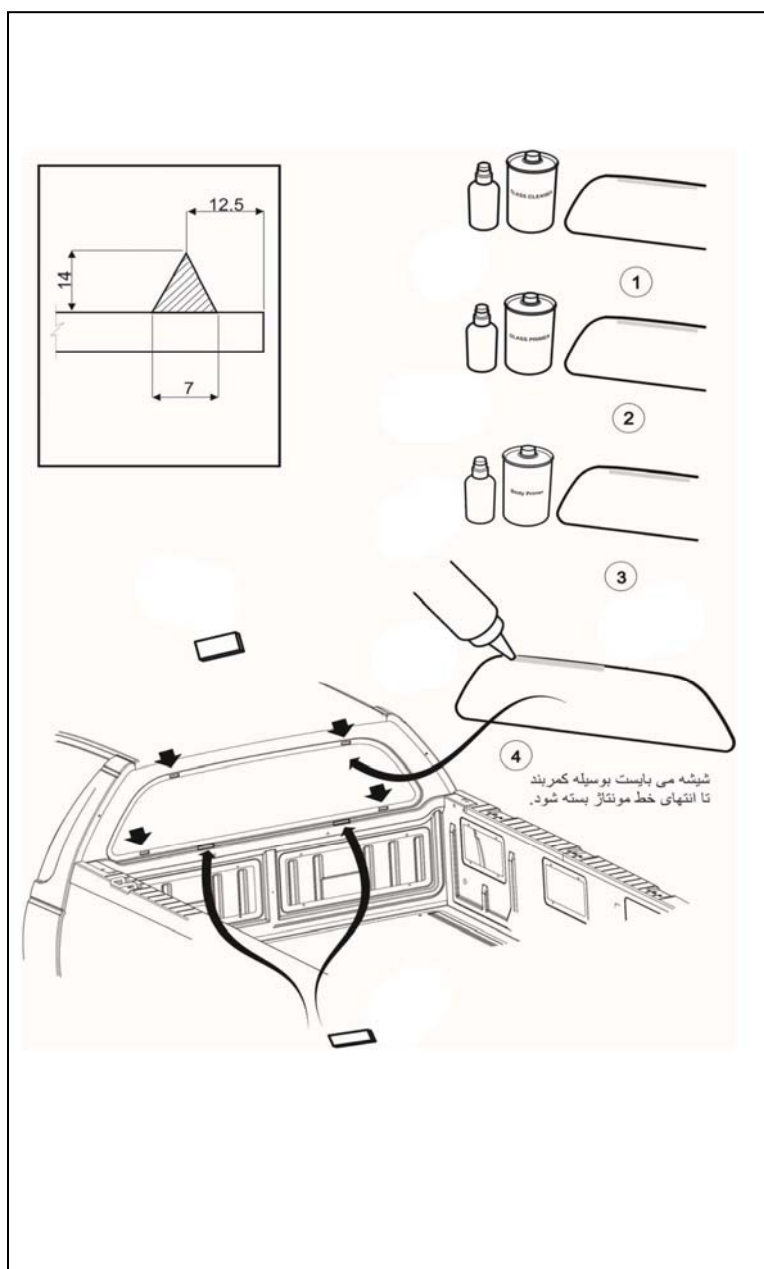 12.5
14
7
GLASS CLEANER
1
GLASS PRIMER
2
Body Primer
3
4
شیشه می بایست بوسیله کمربند
تا انتهای خط مونتاژ بسته شود.